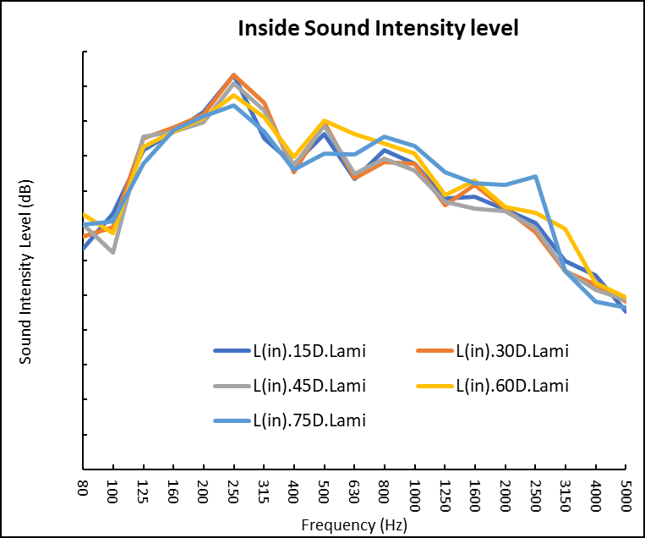 Inside Sound Intensity level
Sound Intensity Level (dB)
L(in).15D.Lami
L(in).30D.Lami
L(in).45D.Lami
L(in).60D.Lami
L(in).75D.Lami
80 100 125 160 200 250 315 400 500 630 800 1000 1250 1600 2000 2500 3150 4000 5000
Frequency (Hz)